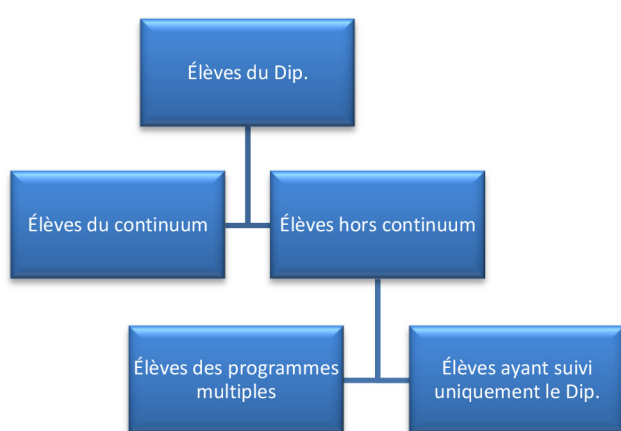 Élèves du Dip.
Élèves du continuum
Élèves hors continuum
Élèves des programmes
multiples
Élèves ayant suivi
uniquement le Dip.